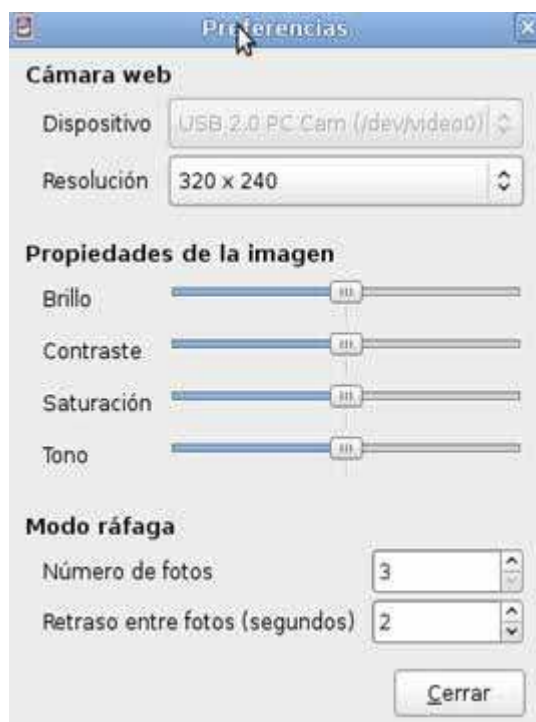 Preferencias
Cámara web
Dispositivo USB 2.0 PC Cam (/dev/video0)
Resolución 320 x 240
Propiedades de la imagen
Brillo
Contraste
Saturación
Tono
Modo ráfaga
Número de fotos 3
Retraso entre fotos (segundos) 2
Cerrar